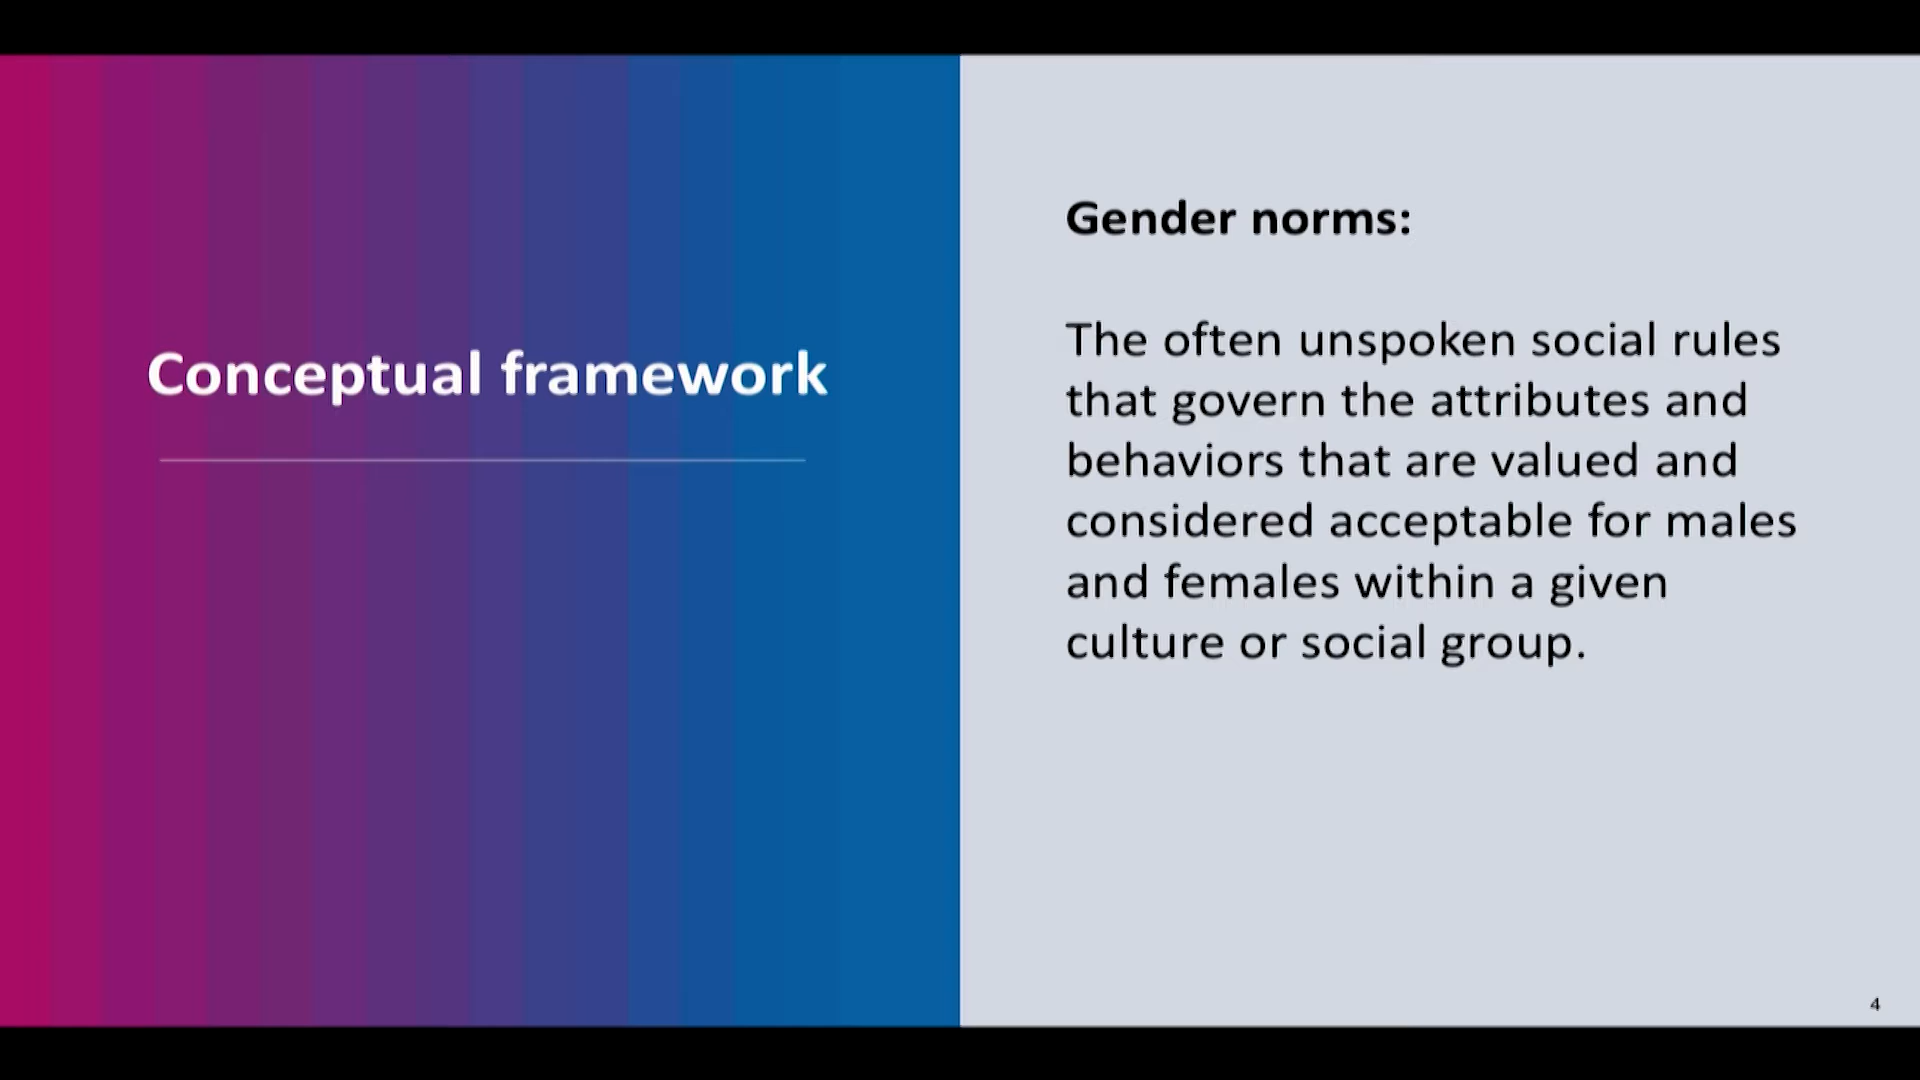 Conceptual framework
Gender norms:
The often unspoken social rules
that govern the attributes and
behaviors that are valued and
considered acceptable for males
and females within a given
culture or social group.
4